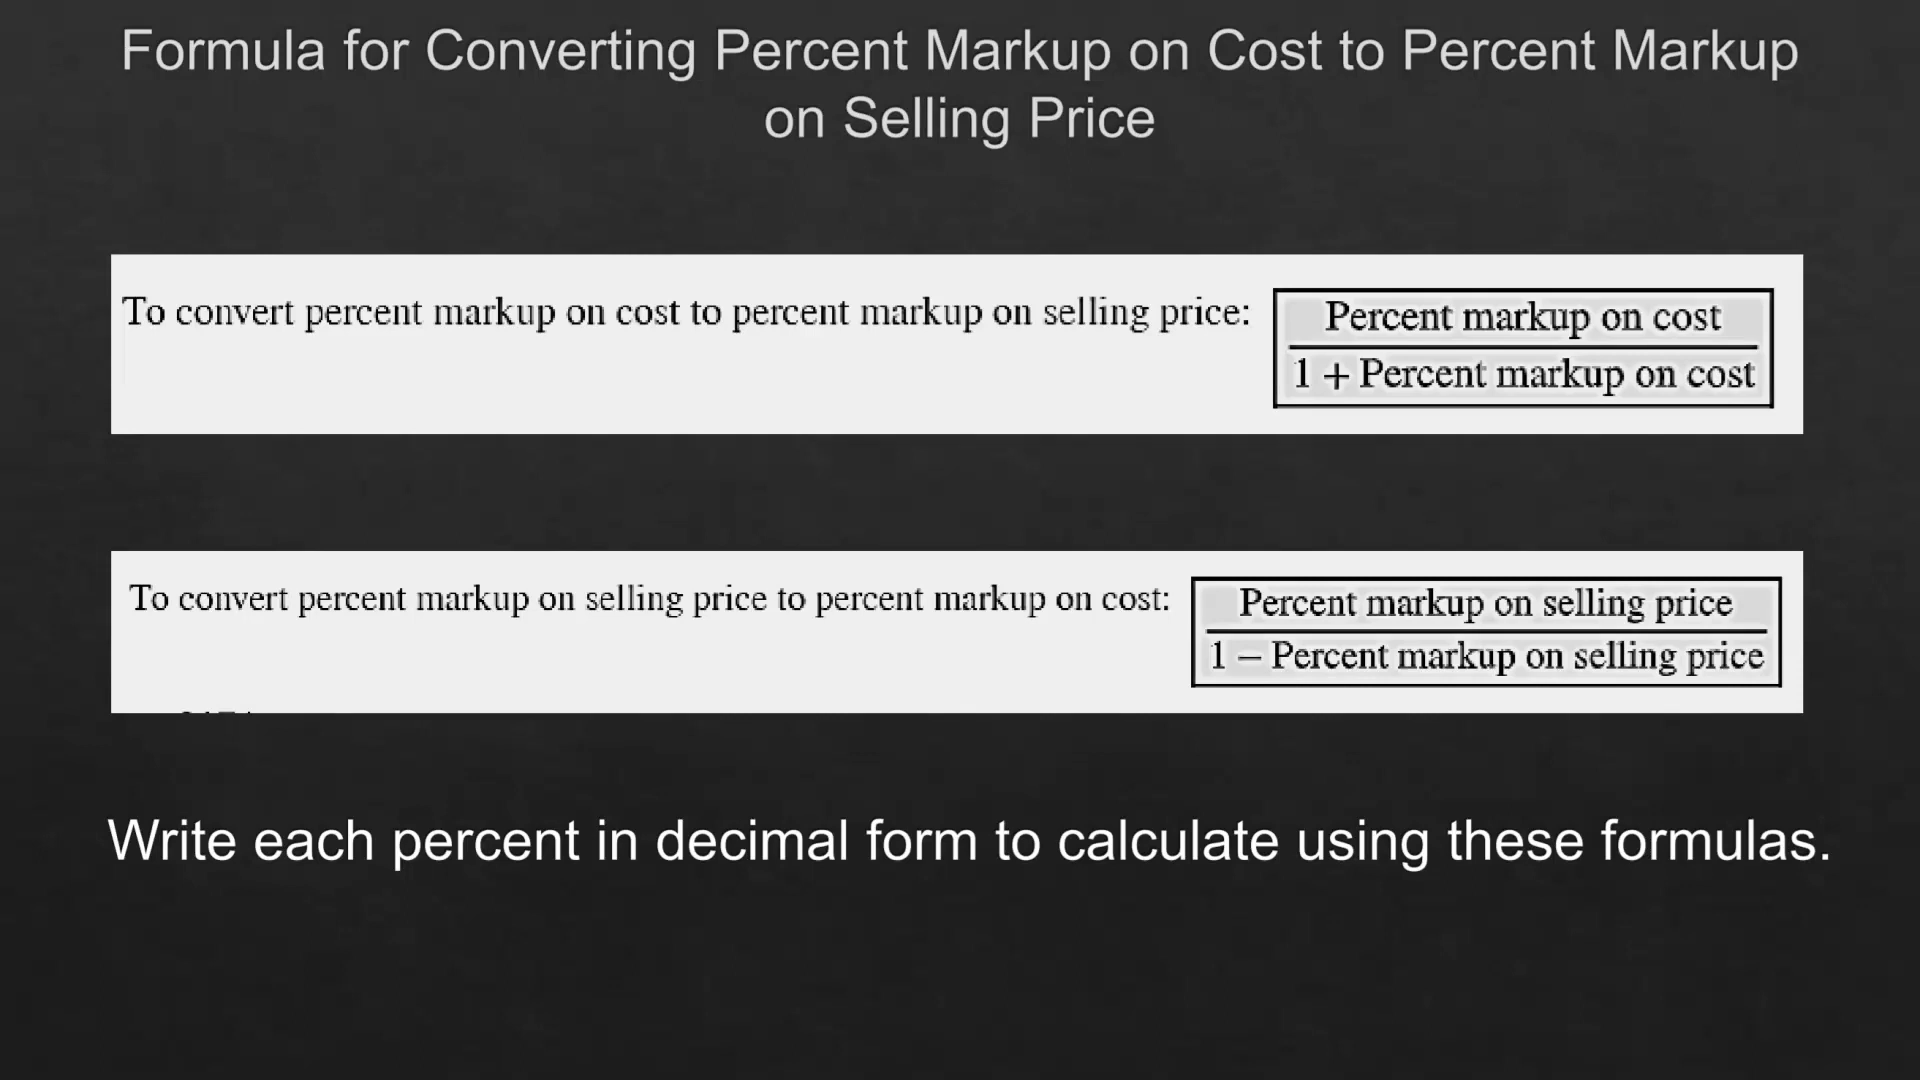 Formula for Converting Percent Markup on Cost to Percent Markup
on Selling Price
To convert percent markup on cost to percent markup on selling price:
Percent markup on cost
1 + Percent markup on cost
To convert percent markup on selling price to percent markup on cost:
Percent markup on selling price
1 − Percent markup on selling price
Write each percent in decimal form to calculate using these formulas.